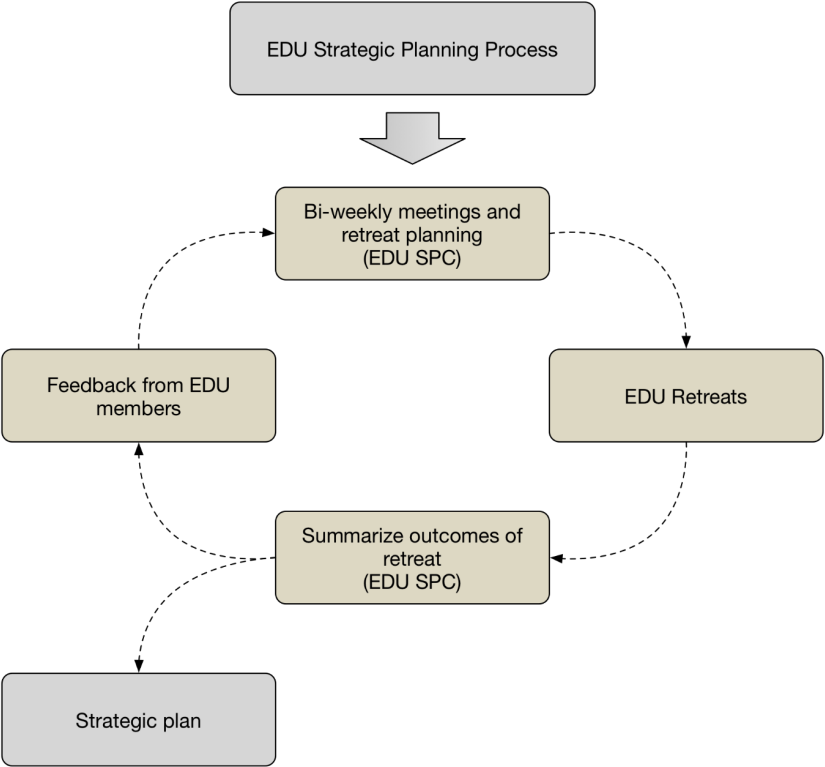 EDU Strategic Planning Process
Bi-weekly meetings and
retreat planning
(EDU SPC)
Feedback from EDU
members
EDU Retreats
Summarize outcomes of
retreat
(EDU SPC)
Strategic plan